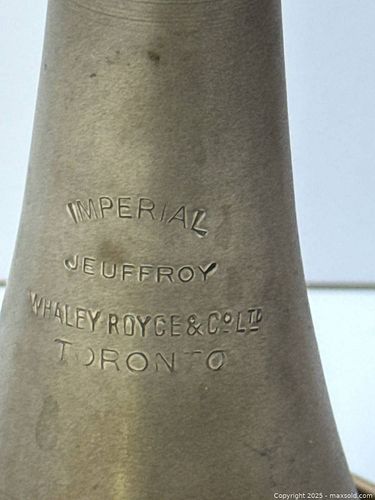 IMPERIAL
JEUFFROY
WHALEY ROYCE & Co LTD
TORONTO
Copyright 2025 - maxsold.com